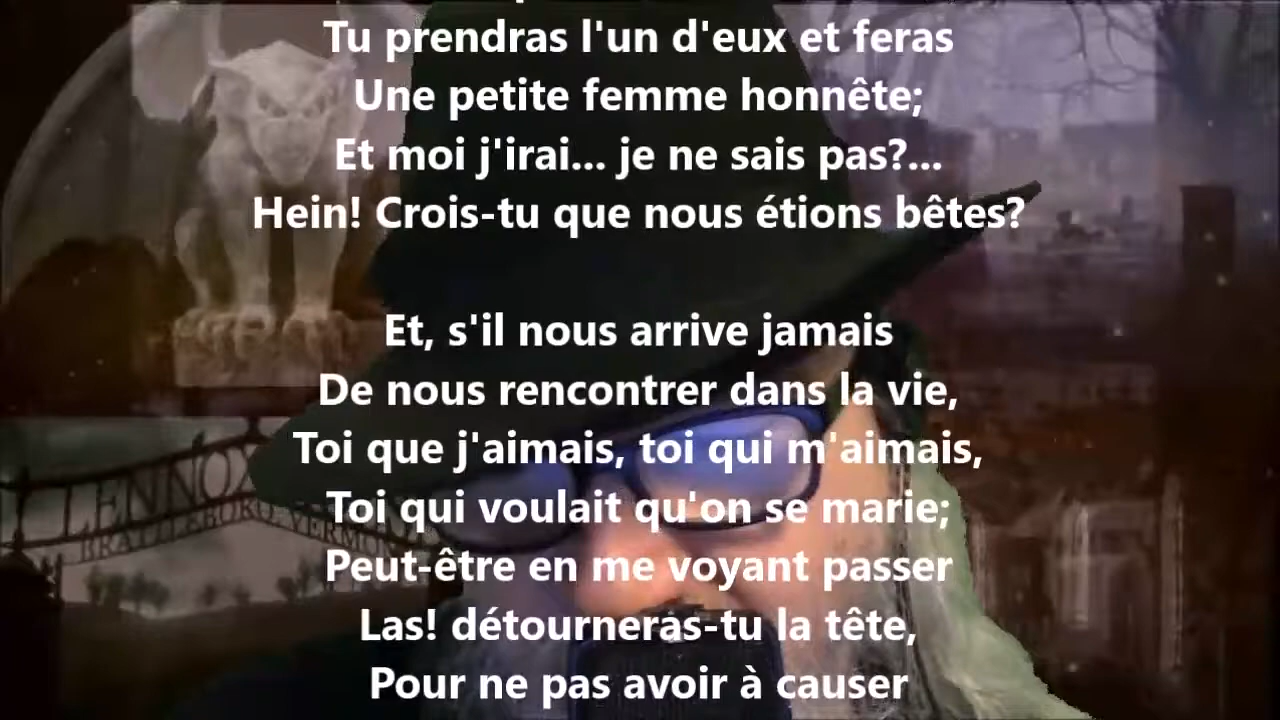 Tu prendras l'un d'eux et feras
Une petite femme honnête;
Et moi j'irai... je ne sais pas?...
Hein! Crois-tu que nous étions bêtes?
Et, s'il nous arrive jamais
De nous rencontrer dans la vie,
Toi que j'aimais, toi qui m'aimais,
Toi qui voulait qu'on se marie;
Peut-être en me voyant passer
Las! détourneras-tu la tête,
Pour ne pas avoir à causer
LENNOX
BRATTLEBORO, VERMONT